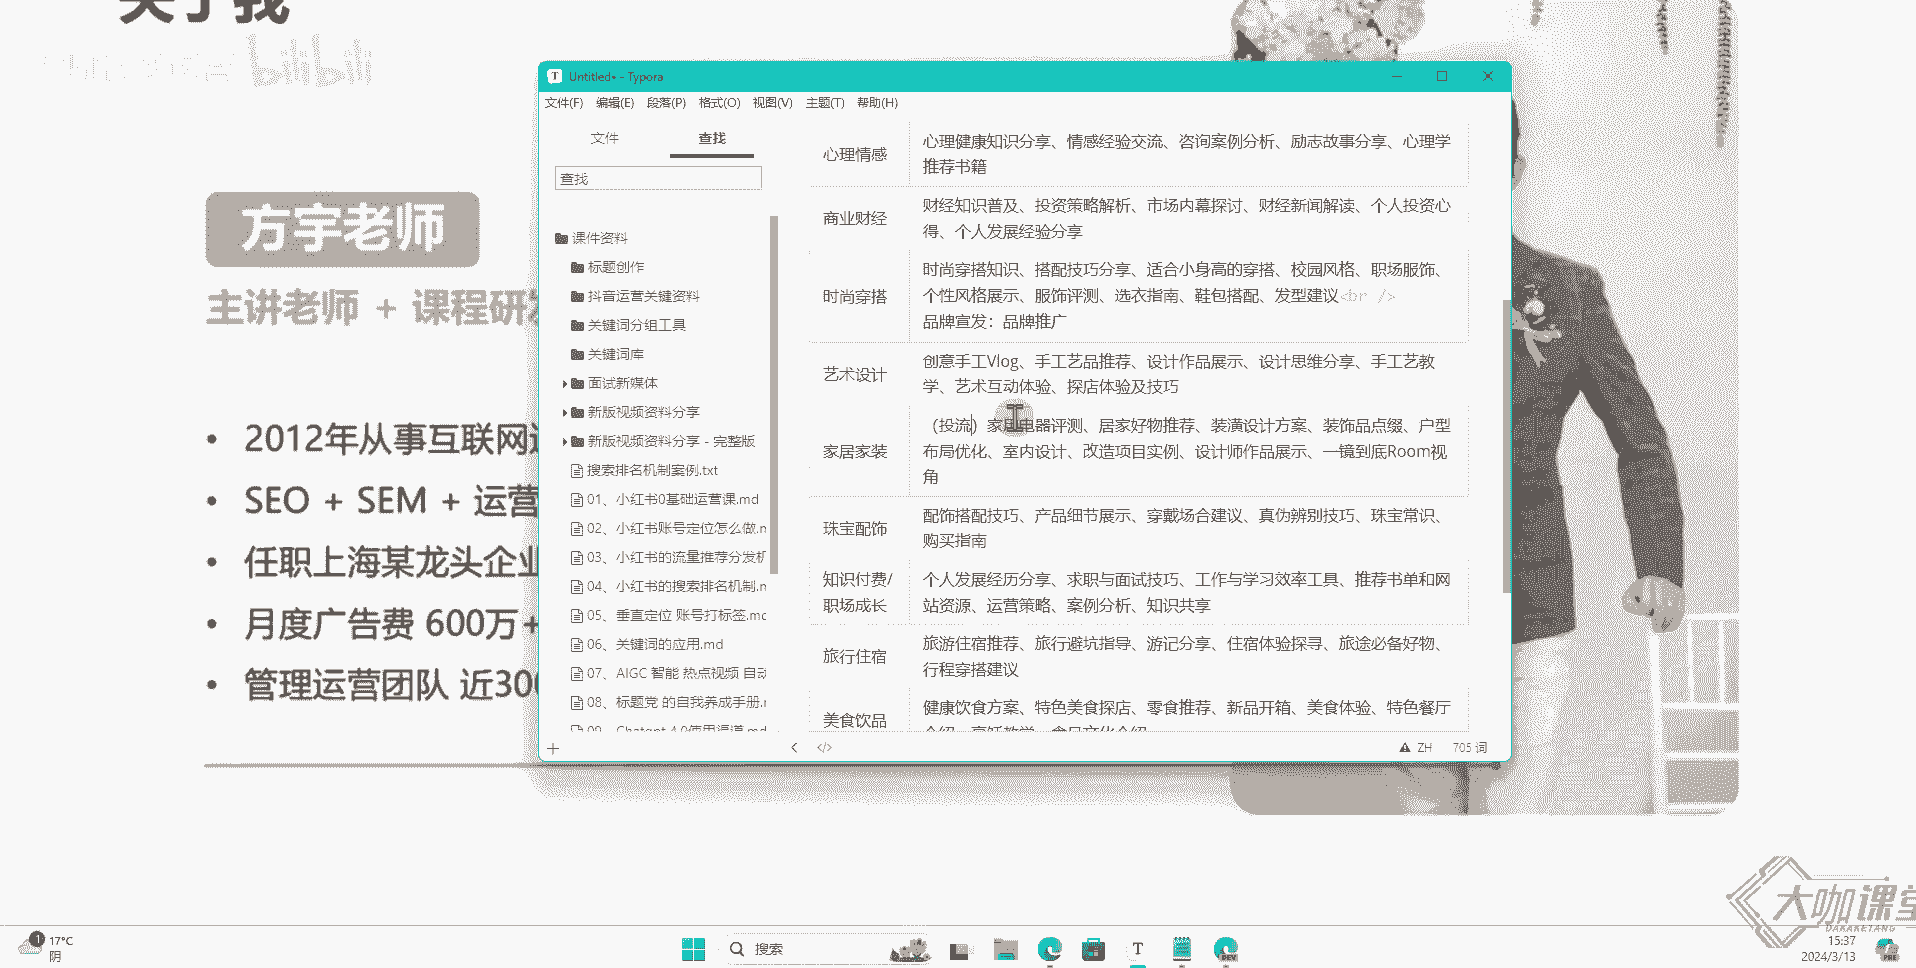 关于我
bilibili
方宇老师
主讲老师 + 课程研发
• 2012年从事互联网
• SEO + SEM + 运营
• 任职上海某龙头企业
• 月度广告费 600万+
• 管理运营团队 近300
Untitled• - Typora
文件(F) 编辑(E) 段落(P) 格式(O) 视图(V) 主题(T) 帮助(H)
文件 查找
查找
课件资料
标题创作
抖音运营关键资料
关键词分组工具
关键词库
面试新媒体
新版视频资料分享
新版视频资料分享 - 完整版
搜索排名机制案例.txt
01、小红书0基础运营课.md
02、小红书账号定位怎么做.m
03、小红书的流量推荐分发机
04、小红书的搜索排名机制.m
05、垂直定位 账号打标签.md
06、关键词的应用.md
07、AIGC 智能 热点视频 自动
08、标题党 的自我养成手册.m
09、Chatgpt 4.0使用渠道.md
心理情感
心理健康知识分享、情感经验交流、咨询案例分析、励志故事分享、心理学
推荐书籍
商业财经
财经知识普及、投资策略解析、市场内幕探讨、财经新闻解读、个人投资心
得、个人发展经验分享
时尚穿搭
时尚穿搭知识、搭配技巧分享、适合小身高的穿搭、校园风格、职场服饰、
个性风格展示、服饰评测、选衣指南、鞋包搭配、发型建议<br />
品牌宣发：品牌推广
艺术设计
创意手工Vlog、手工艺品推荐、设计作品展示、设计思维分享、手工艺教
学、艺术互动体验、探店体验及技巧
家居家装
（投流）家用电器评测、居家好物推荐、装潢设计方案、装饰品点缀、户型
布局优化、室内设计、改造项目实例、设计师作品展示、一镜到底Room视
角
珠宝配饰
配饰搭配技巧、产品细节展示、穿戴场合建议、真伪辨别技巧、珠宝常识、
购买指南
知识付费/
职场成长
个人发展经历分享、求职与面试技巧、工作与学习效率工具、推荐书单和网
站资源、运营策略、案例分析、知识共享
旅行住宿
旅游住宿推荐、旅行避坑指导、游记分享、住宿体验探寻、旅途必备好物、
行程穿搭建议
美食饮品
健康饮食方案、特色美食探店、零食推荐、新品开箱、美食体验、特色餐厅
介绍、烹饪教学、食品文化介绍
ZH 705 词
大咖课堂
DAKAKETANG
1 17°C
阴
搜索
T
DEV
15:37
2024/3/13
PRE